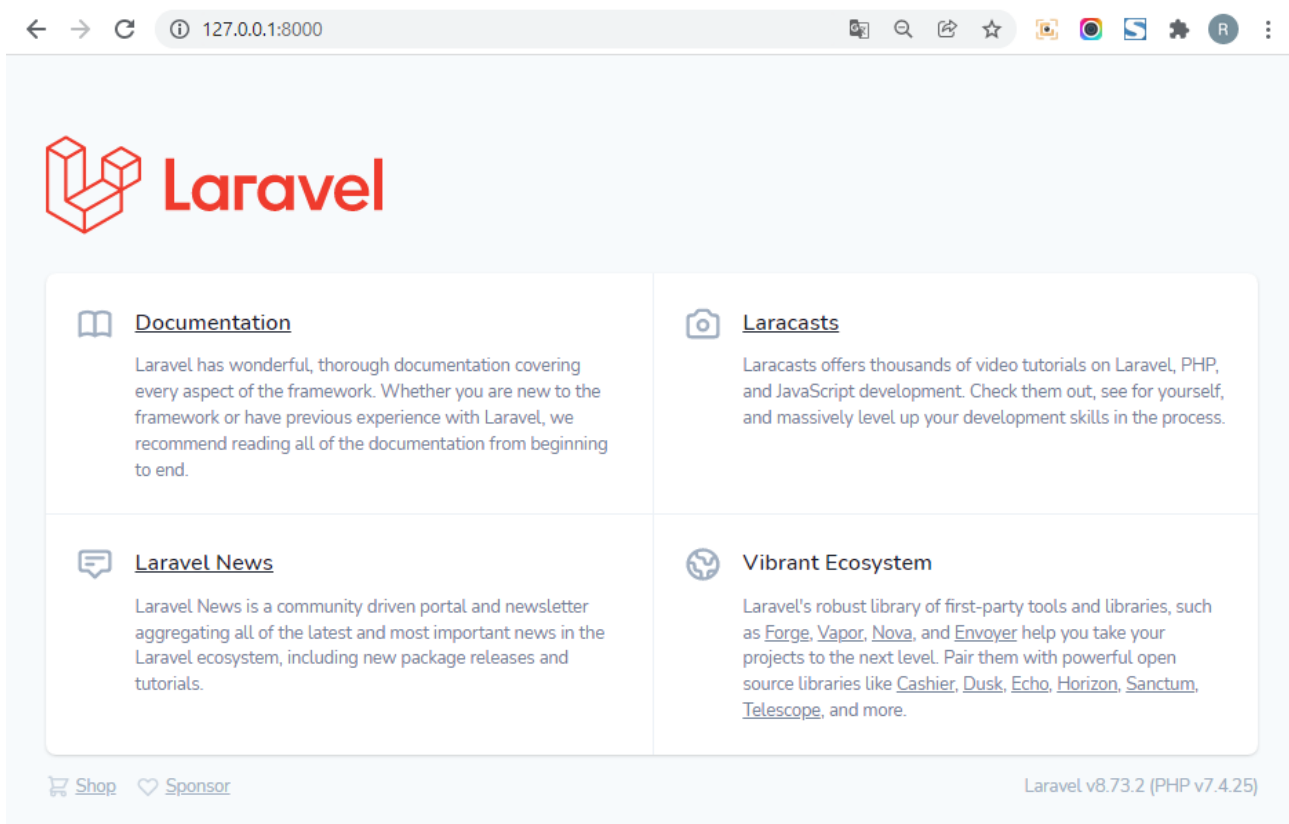 127.0.0.1:8000
R
Laravel
Documentation
Laravel has wonderful, thorough documentation covering
every aspect of the framework. Whether you are new to the
framework or have previous experience with Laravel, we
recommend reading all of the documentation from beginning
to end.
Laracasts
Laracasts offers thousands of video tutorials on Laravel, PHP,
and JavaScript development. Check them out, see for yourself,
and massively level up your development skills in the process.
Laravel News
Laravel News is a community driven portal and newsletter
aggregating all of the latest and most important news in the
Laravel ecosystem, including new package releases and
tutorials.
Vibrant Ecosystem
Laravel's robust library of first-party tools and libraries, such
as Forge, Vapor, Nova, and Envoyer help you take your
projects to the next level. Pair them with powerful open
source libraries like Cashier, Dusk, Echo, Horizon, Sanctum,
Telescope, and more.
Shop Sponsor
Laravel v8.73.2 (PHP v7.4.25)